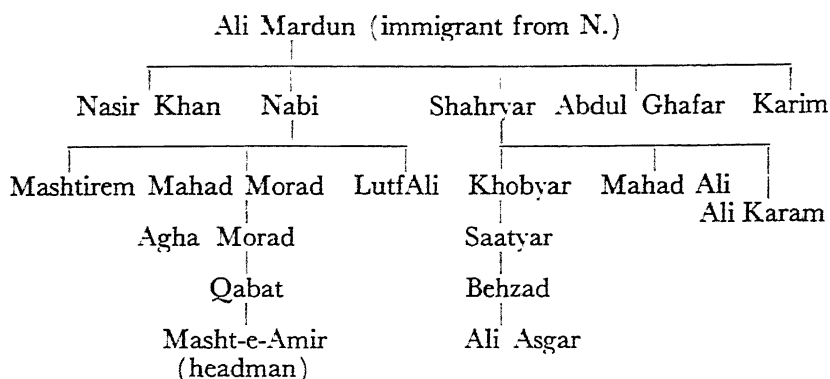 Ali Mardun (immigrant from N.)
Nasir Khan Nabi Shahryar Abdul Ghafar Karim
Mashtirem Mahad Morad LutfAli Khobyar Mahad Ali
Ali Karam
Agha Morad Saatyar
Qabat Behzad
Masht-e-Amir Ali Asgar
(headman)